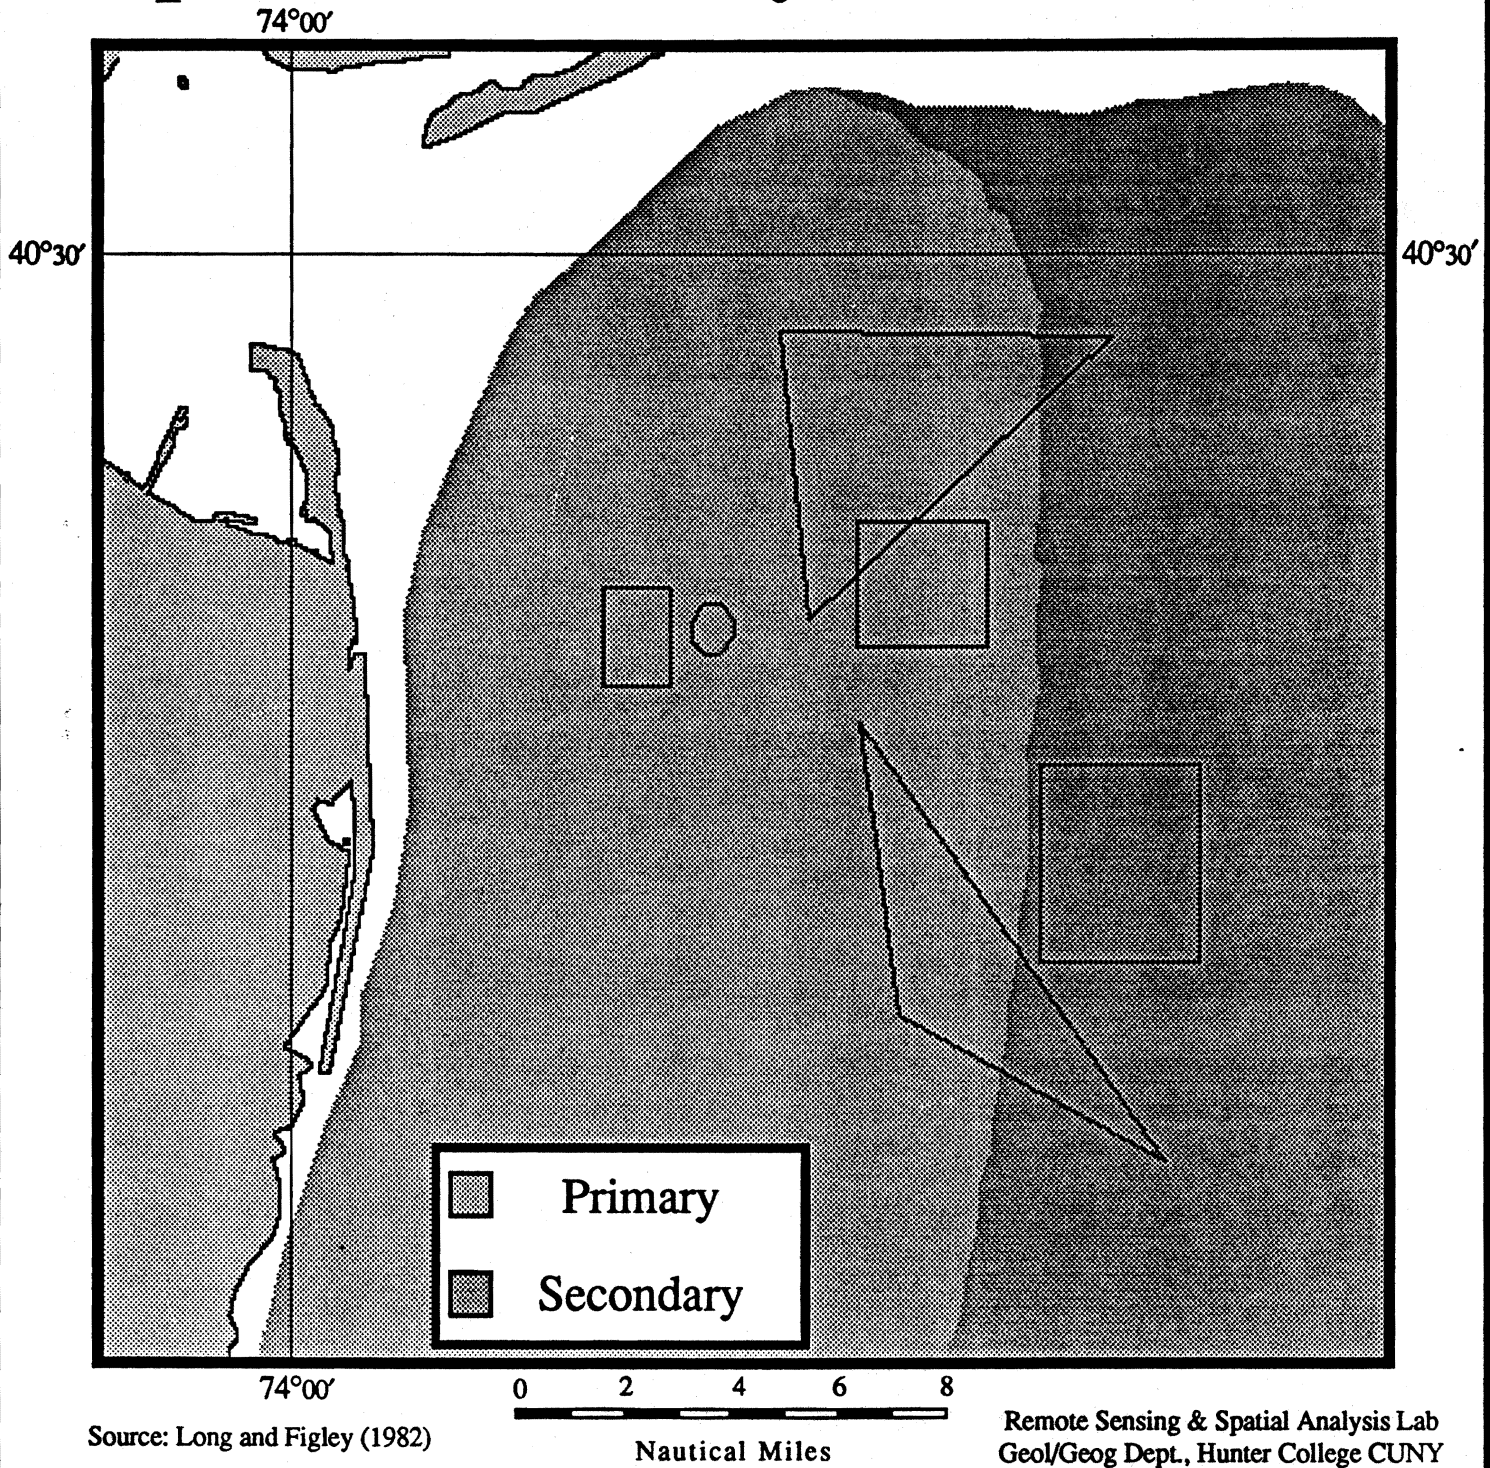 74°00′
40°30′ 40°30′
Primary
Secondary
74°00′ 0 2 4 6 8
Source: Long and Figley (1982)
Nautical Miles
Remote Sensing & Spatial Analysis Lab
Geol/Geog Dept., Hunter College CUNY